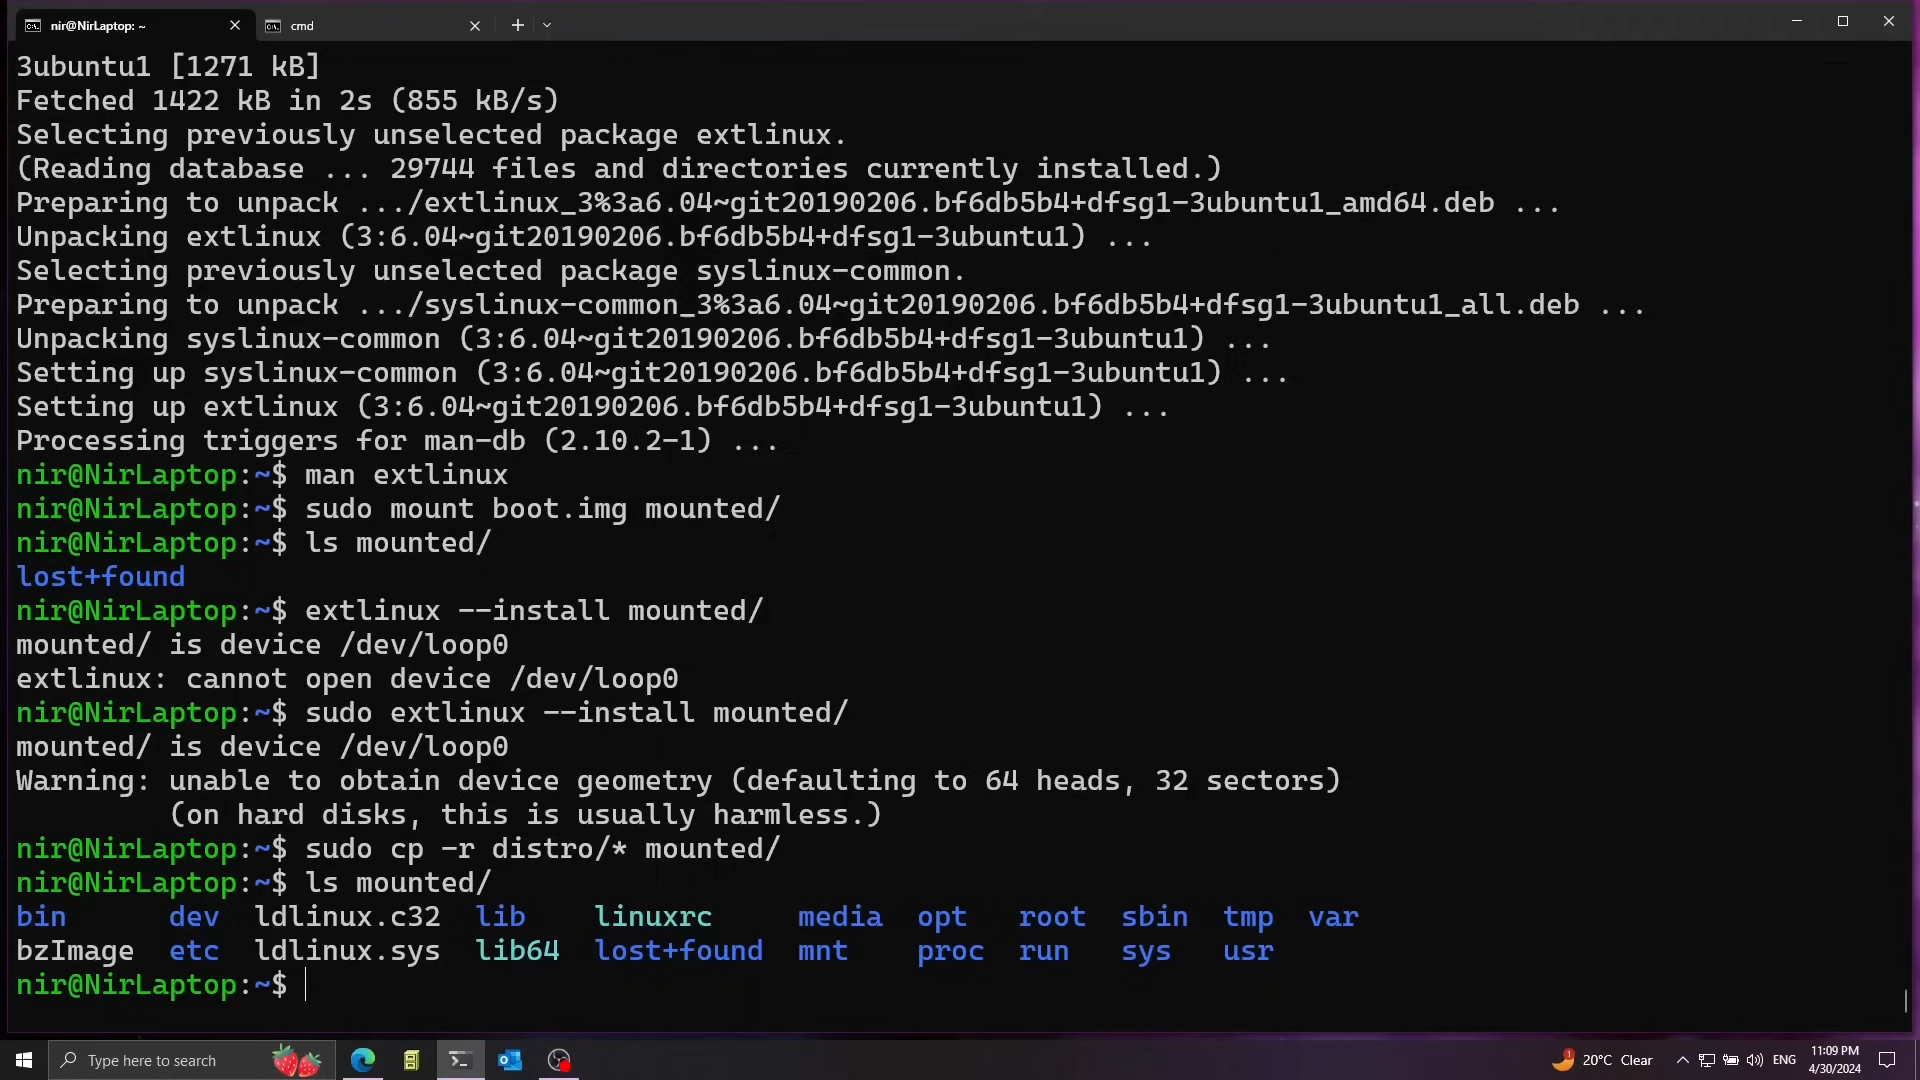 nir@NirLaptop: ~
cmd
3ubuntu1 [1271 kB]
Fetched 1422 kB in 2s (855 kB/s)
Selecting previously unselected package extlinux.
(Reading database ... 29744 files and directories currently installed.)
Preparing to unpack .../extlinux_3%3a6.04~git20190206.bf6db5b4+dfsg1-3ubuntu1_amd64.deb ...
Unpacking extlinux (3:6.04~git20190206.bf6db5b4+dfsg1-3ubuntu1) ...
Selecting previously unselected package syslinux-common.
Preparing to unpack .../syslinux-common_3%3a6.04~git20190206.bf6db5b4+dfsg1-3ubuntu1_all.deb ...
Unpacking syslinux-common (3:6.04~git20190206.bf6db5b4+dfsg1-3ubuntu1) ...
Setting up syslinux-common (3:6.04~git20190206.bf6db5b4+dfsg1-3ubuntu1) ...
Setting up extlinux (3:6.04~git20190206.bf6db5b4+dfsg1-3ubuntu1) ...
Processing triggers for man-db (2.10.2-1) ...
nir@NirLaptop:~$ man extlinux
nir@NirLaptop:~$ sudo mount boot.img mounted/
nir@NirLaptop:~$ ls mounted/
lost+found
nir@NirLaptop:~$ extlinux --install mounted/
mounted/ is device /dev/loop0
extlinux: cannot open device /dev/loop0
nir@NirLaptop:~$ sudo extlinux --install mounted/
mounted/ is device /dev/loop0
Warning: unable to obtain device geometry (defaulting to 64 heads, 32 sectors)
(on hard disks, this is usually harmless.)
nir@NirLaptop:~$ sudo cp -r distro/* mounted/
nir@NirLaptop:~$ ls mounted/
bin dev ldlinux.c32 lib linuxrc media opt root sbin tmp var
bzImage etc ldlinux.sys lib64 lost+found mnt proc run sys usr
nir@NirLaptop:~$
Type here to search
1
20°C Clear
ENG
11:09 PM
4/30/2024